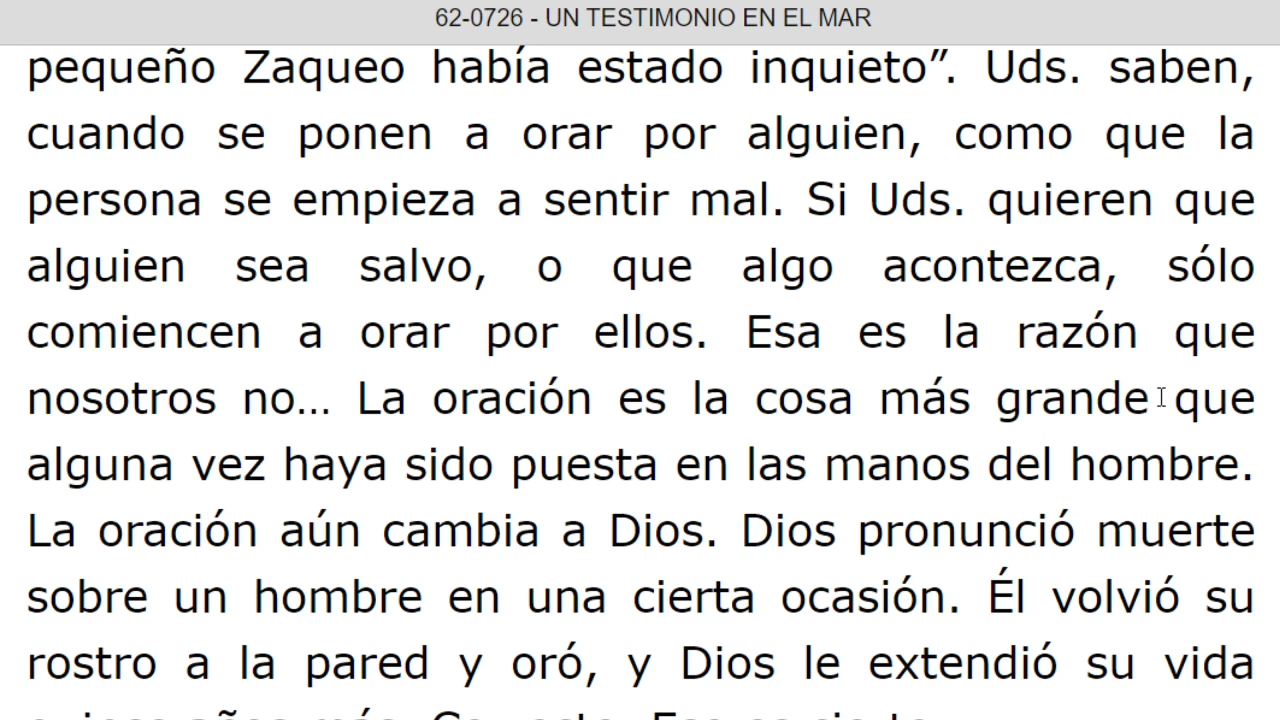 62-0726 - UN TESTIMONIO EN EL MAR
pequeño Zaqueo había estado inquieto”. Uds. saben,
cuando se ponen a orar por alguien, como que la
persona se empieza a sentir mal. Si Uds. quieren que
alguien sea salvo, o que algo acontezca, sólo
comiencen a orar por ellos. Esa es la razón que
nosotros no… La oración es la cosa más grande que
alguna vez haya sido puesta en las manos del hombre.
La oración aún cambia a Dios. Dios pronunció muerte
sobre un hombre en una cierta ocasión. Él volvió su
rostro a la pared y oró, y Dios le extendió su vida